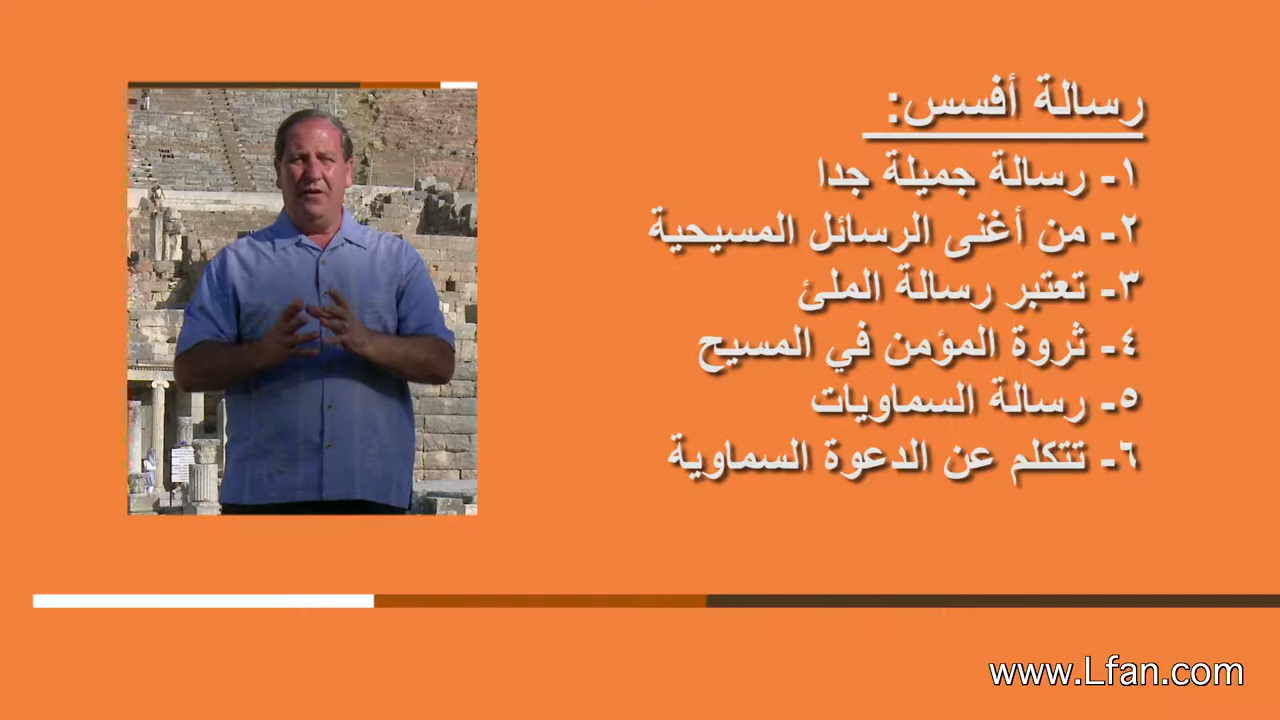 رسالة أفسس:
١- رسالة جميلة جدا
٢- من أغنى الرسائل المسيحية
٣- تعتبر رسالة الملئ
٤- ثروة المؤمن في المسيح
٥- رسالة السماويات
٦- تتكلم عن الدعوة السماوية
www.Lfan.com